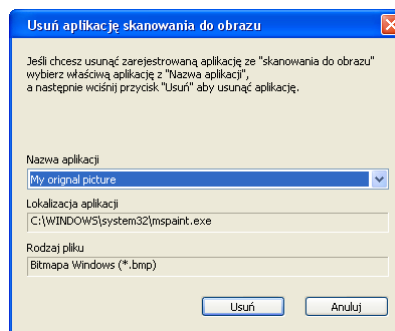 Usuń aplikację skanowania do obrazu
Jeśli chcesz usunąć zarejestrowaną aplikację ze "skanowania do obrazu"
wybierz właściwą aplikację z "Nazwa aplikacji",
a następnie wciśnij przycisk "Usuń" aby usunąć aplikację.
Nazwa aplikacji
My orignal picture
Lokalizacja aplikacji
C:\WINDOWS\system32\mspaint.exe
Rodzaj pliku
Bitmapa Windows (*.bmp)
Usuń Anuluj